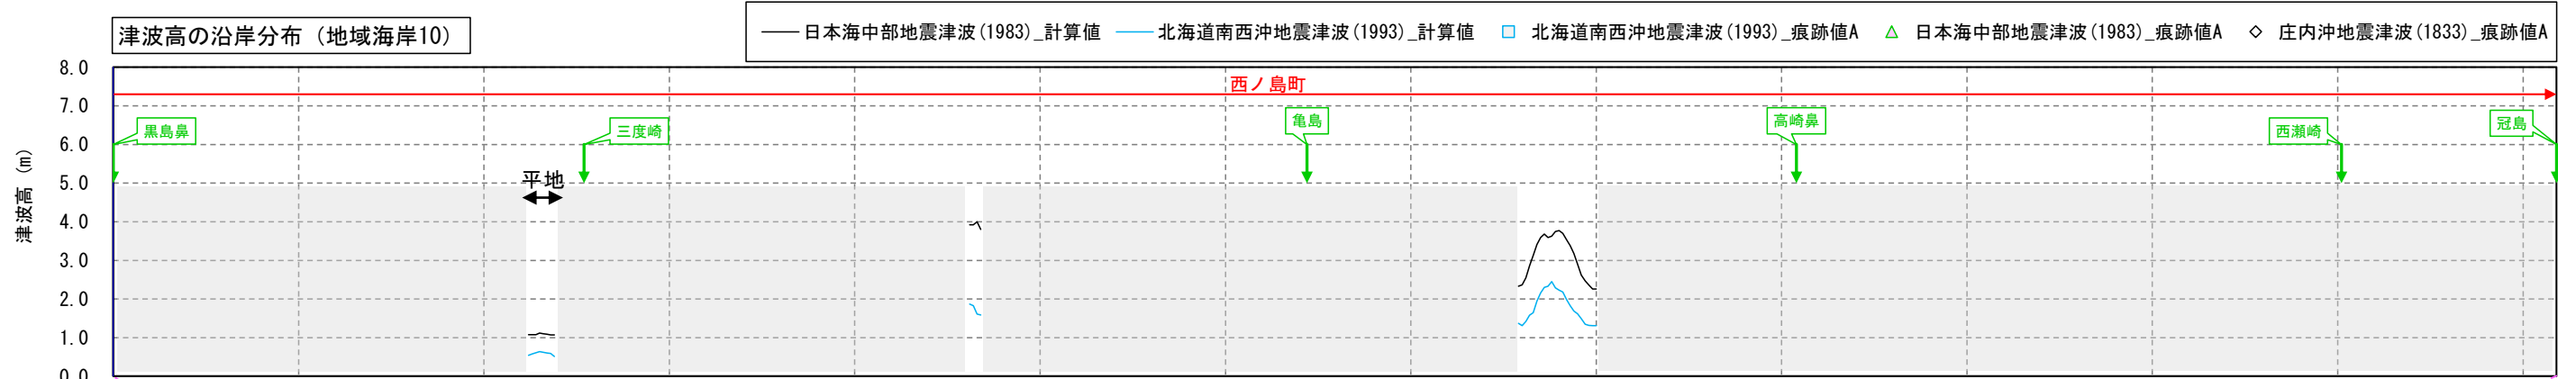 津波高の沿岸分布（地域海岸10）
日本海中部地震津波(1983)_計算値 北海道南西沖地震津波(1993)_計算値 北海道南西沖地震津波(1993)_痕跡値A 日本海中部地震津波(1983)_痕跡値A 庄内沖地震津波(1833)_痕跡値A
8.0
西ノ島町
7.0
黒島鼻 三度崎 亀島 高崎鼻 西瀬崎 冠島
6.0
5.0
平地
4.0
3.0
2.0
1.0
0.0
津波高 (m)